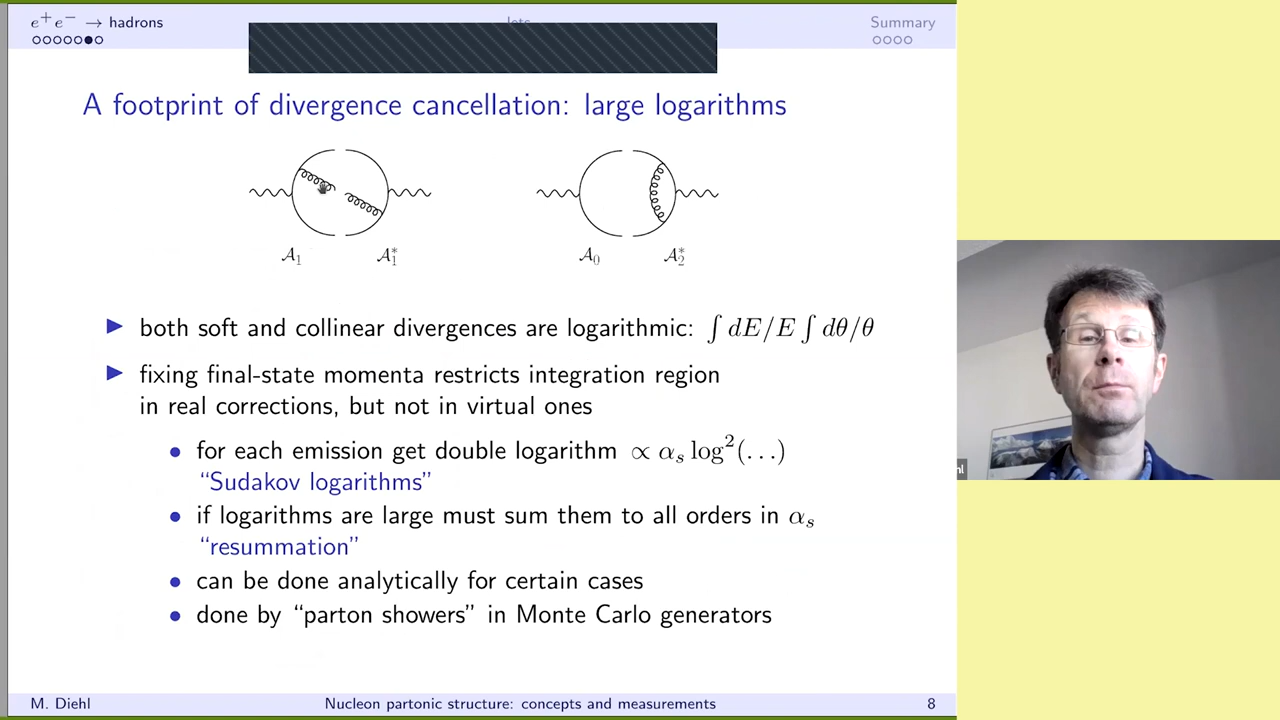 e⁺e⁻ → hadrons
Jets
Summary
A footprint of divergence cancellation: large logarithms
𝒜₁ 𝒜₁* 𝒜₀ 𝒜₂*
▶ both soft and collinear divergences are logarithmic: ∫ dE/E ∫ dθ/θ
▶ fixing final-state momenta restricts integration region
in real corrections, but not in virtual ones
• for each emission get double logarithm ∝ αₛ log²(...)
“Sudakov logarithms”
• if logarithms are large must sum them to all orders in αₛ
“resummation”
• can be done analytically for certain cases
• done by “parton showers” in Monte Carlo generators
M. Diehl
Nucleon partonic structure: concepts and measurements
8